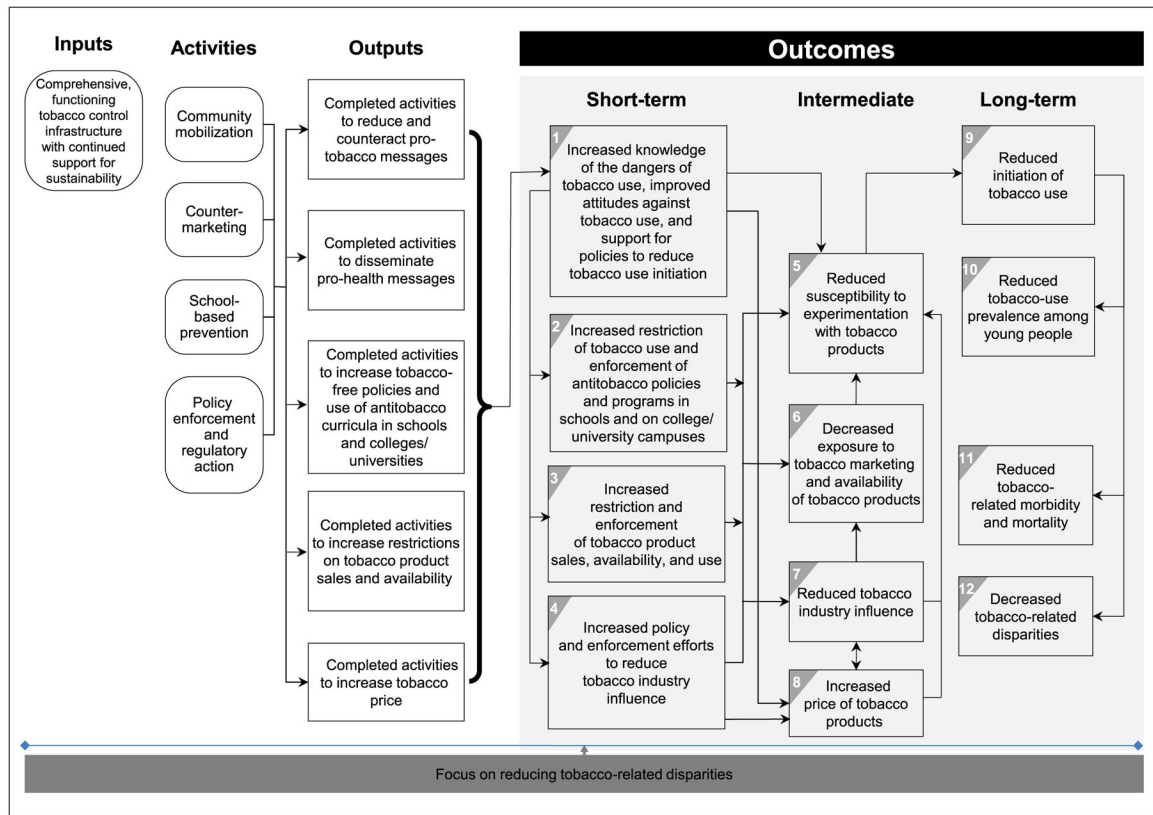 Inputs
Comprehensive,
functioning
tobacco control
infrastructure
with continued
support for
sustainability
Activities
Community
mobilization
Counter-
marketing
School-
based
prevention
Policy
enforcement
and
regulatory
action
Outputs
Completed activities
to reduce and
counteract pro-
tobacco messages
Completed activities
to disseminate
pro-health messages
Completed activities
to increase tobacco-
free policies and
use of antitobacco
curricula in schools
and colleges/
universities
Completed activities
to increase restrictions
on tobacco product
sales and availability
Completed activities
to increase tobacco
price
Outcomes
Short-term
1
Increased knowledge
of the dangers of
tobacco use, improved
attitudes against
tobacco use, and
support for
policies to reduce
tobacco use initiation
2
Increased restriction
of tobacco use and
enforcement of
antitobacco policies
and programs in
schools and on college/
university campuses
3
Increased
restriction and
enforcement
of tobacco product
sales, availability, and use
4
Increased policy
and enforcement efforts
to reduce
tobacco industry
influence
Intermediate
5
Reduced
susceptibility to
experimentation
with tobacco
products
6
Decreased
exposure to
tobacco marketing
and availability
of tobacco products
7
Reduced tobacco
industry influence
8
Increased
price of tobacco
products
Long-term
9
Reduced
initiation of
tobacco use
10
Reduced
tobacco-use
prevalence among
young people
11
Reduced
tobacco-
related morbidity
and mortality
12
Decreased
tobacco-related
disparities
Focus on reducing tobacco-related disparities